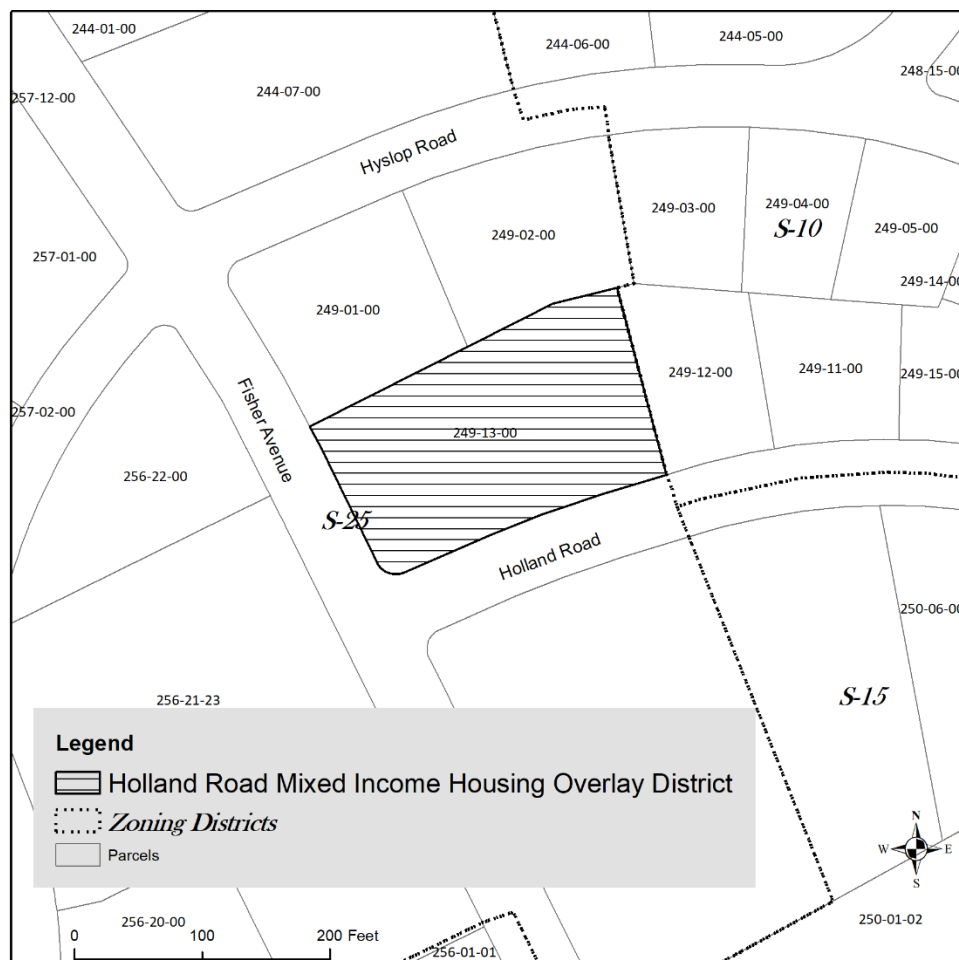 244-01-00
244-06-00
244-05-00
248-15-00
257-12-00
244-07-00
Hyslop Road
249-03-00
249-04-00
S-10
249-05-00
249-02-00
257-01-00
249-14-00
249-01-00
249-12-00
249-11-00
249-15-00
257-02-00
Fisher Avenue
249-13-00
256-22-00
S-25
Holland Road
250-06-00
256-21-23
S-15
Legend
Holland Road Mixed Income Housing Overlay District
Zoning Districts
Parcels
N
W
E
S
256-20-00
250-01-02
0 100 200 Feet
256-01-01